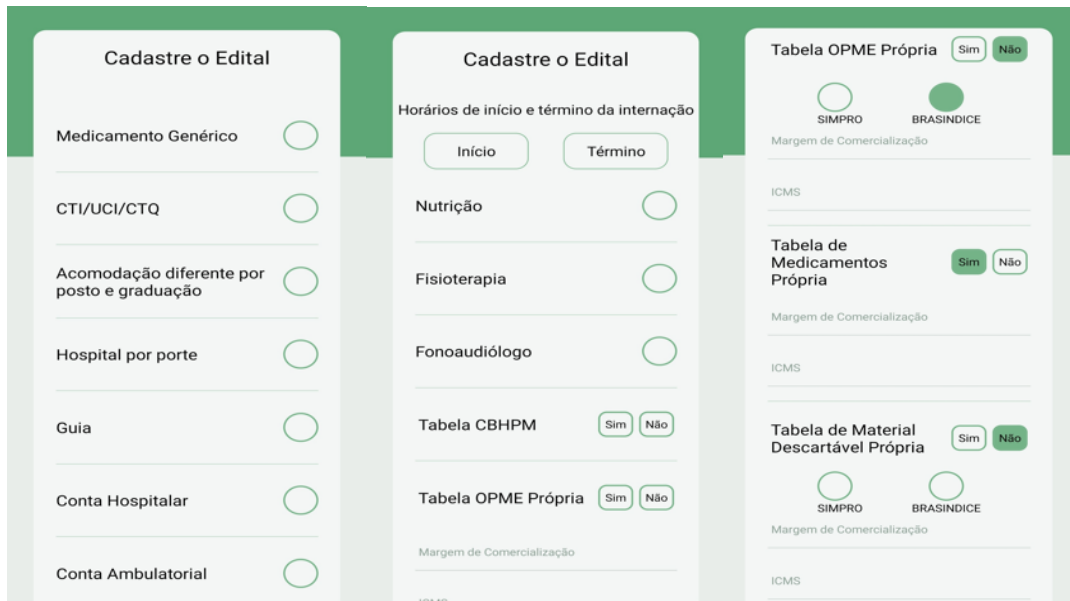 Cadastre o Edital
Medicamento Genérico
CTI/UCI/CTQ
Acomodação diferente por
posto e graduação
Hospital por porte
Guia
Conta Hospitalar
Conta Ambulatorial
Cadastre o Edital
Horários de início e término da internação
Início Término
Nutrição
Fisioterapia
Fonoaudiólogo
Tabela CBHPM Sim Não
Tabela OPME Própria Sim Não
Margem de Comercialização
ICMS
Tabela OPME Própria Sim Não
SIMPRO BRASINDICE
Margem de Comercialização
ICMS
Tabela de
Medicamentos
Própria
Sim Não
Margem de Comercialização
ICMS
Tabela de Material
Descartável Própria
Sim Não
SIMPRO BRASINDICE
Margem de Comercialização
ICMS